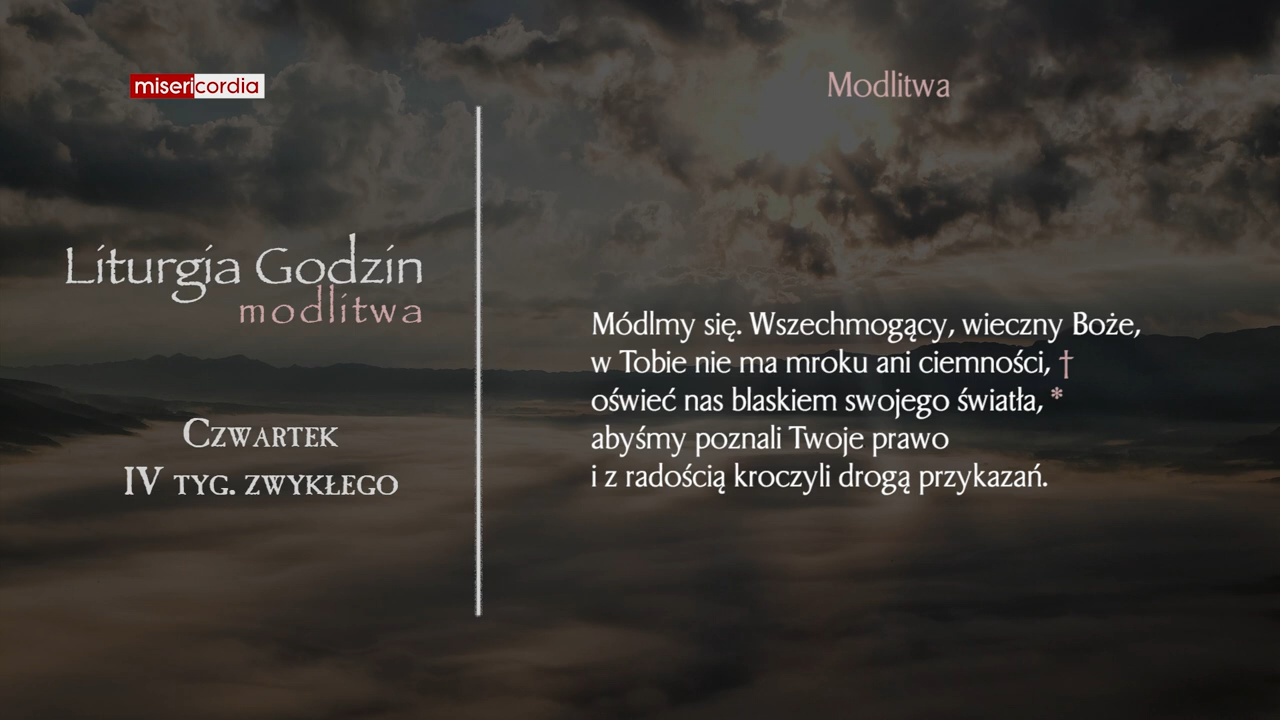 misericordia
Liturgia Godzin
modlitwa
Czwartek
IV tyg. zwykłego
Modlitwa
Módlmy się. Wszechmogący, wieczny Boże,
w Tobie nie ma mroku ani ciemności, †
oświeć nas blaskiem swojego światła, *
abyśmy poznali Twoje prawo
i z radością kroczyli drogą przykazań.